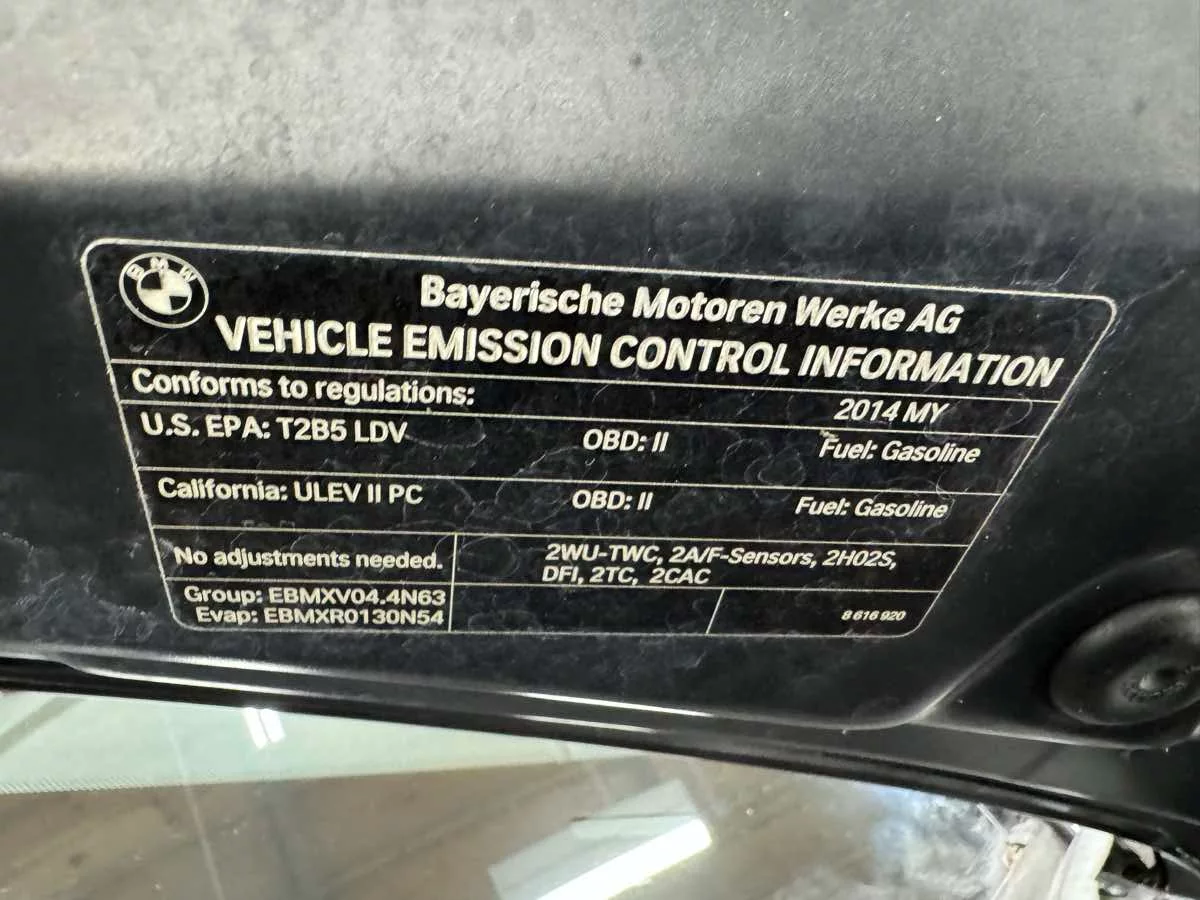 BMW
Bayerische Motoren Werke AG
VEHICLE EMISSION CONTROL INFORMATION
Conforms to regulations: 2014 MY
U.S. EPA: T2B5 LDV OBD: II Fuel: Gasoline
California: ULEV II PC OBD: II Fuel: Gasoline
No adjustments needed.
2WU-TWC, 2A/F-Sensors, 2H02S,
DFI, 2TC, 2CAC
Group: EBMXV04.4N63
Evap: EBMXR0130N54
8 616 920